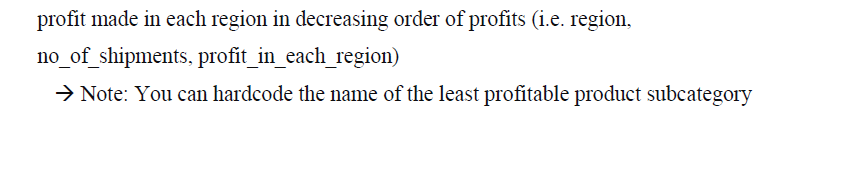 profit made in each region in decreasing order of profits (i.e. region,
no_of_shipments, profit_in_each_region)
→ Note: You can hardcode the name of the least profitable product subcategory